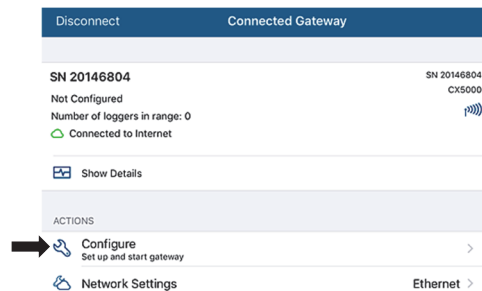 Disconnect Connected Gateway
SN 20146804 SN 20146804
Not Configured CX5000
Number of loggers in range: 0
Connected to Internet
Show Details
ACTIONS
Configure
Set up and start gateway
Network Settings Ethernet